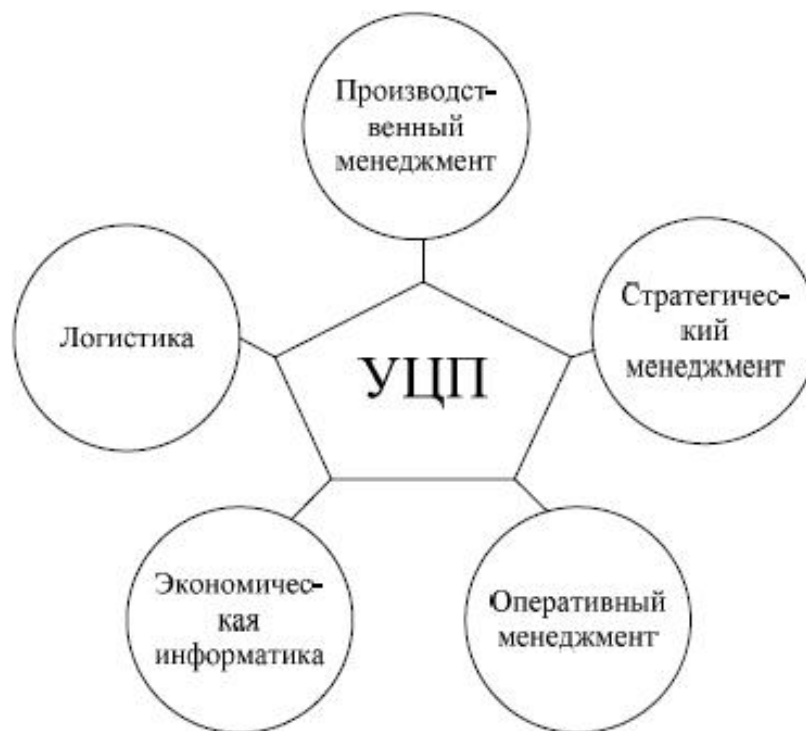 Производст-
венный
менеджмент
Логистика
Стратегичес-
кий
менеджмент
УЦП
Экономичес-
кая
информатика
Оперативный
менеджмент